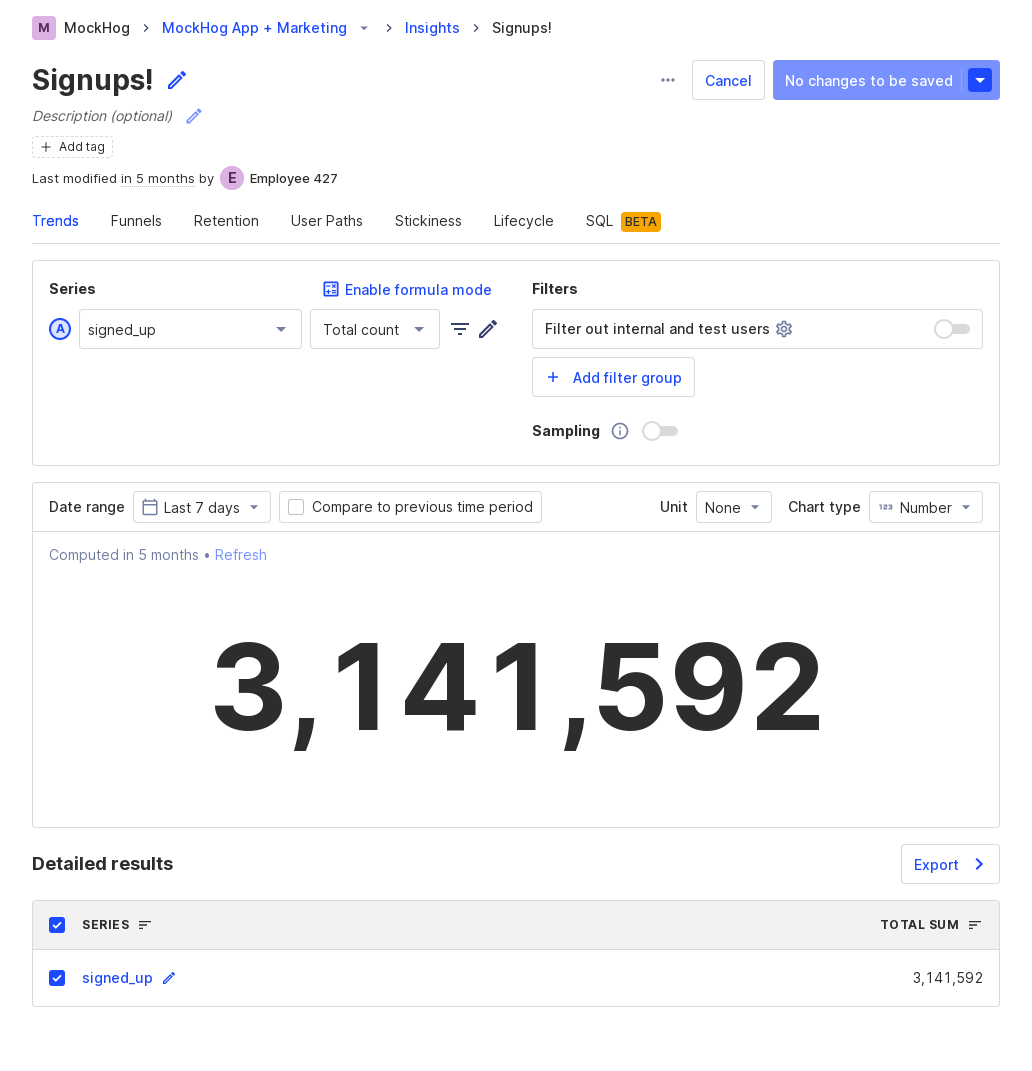 M MockHog > MockHog App + Marketing > Insights > Signups!
Signups!
Cancel
No changes to be saved
Description (optional)
+ Add tag
Last modified in 5 months by E Employee 427
Trends Funnels Retention User Paths Stickiness Lifecycle SQL BETA
Series
Enable formula mode
A signed_up
Total count
Filters
Filter out internal and test users
+ Add filter group
Sampling
Date range Last 7 days Compare to previous time period Unit None Chart type 123 Number
Computed in 5 months • Refresh
3,141,592
Detailed results
Export
SERIES TOTAL SUM
signed_up 3,141,592